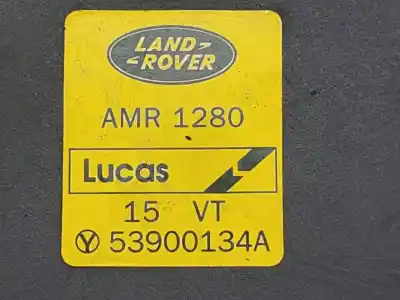 LAND
ROVER
AMR 1280
Lucas
15 VT
Y 53900134A